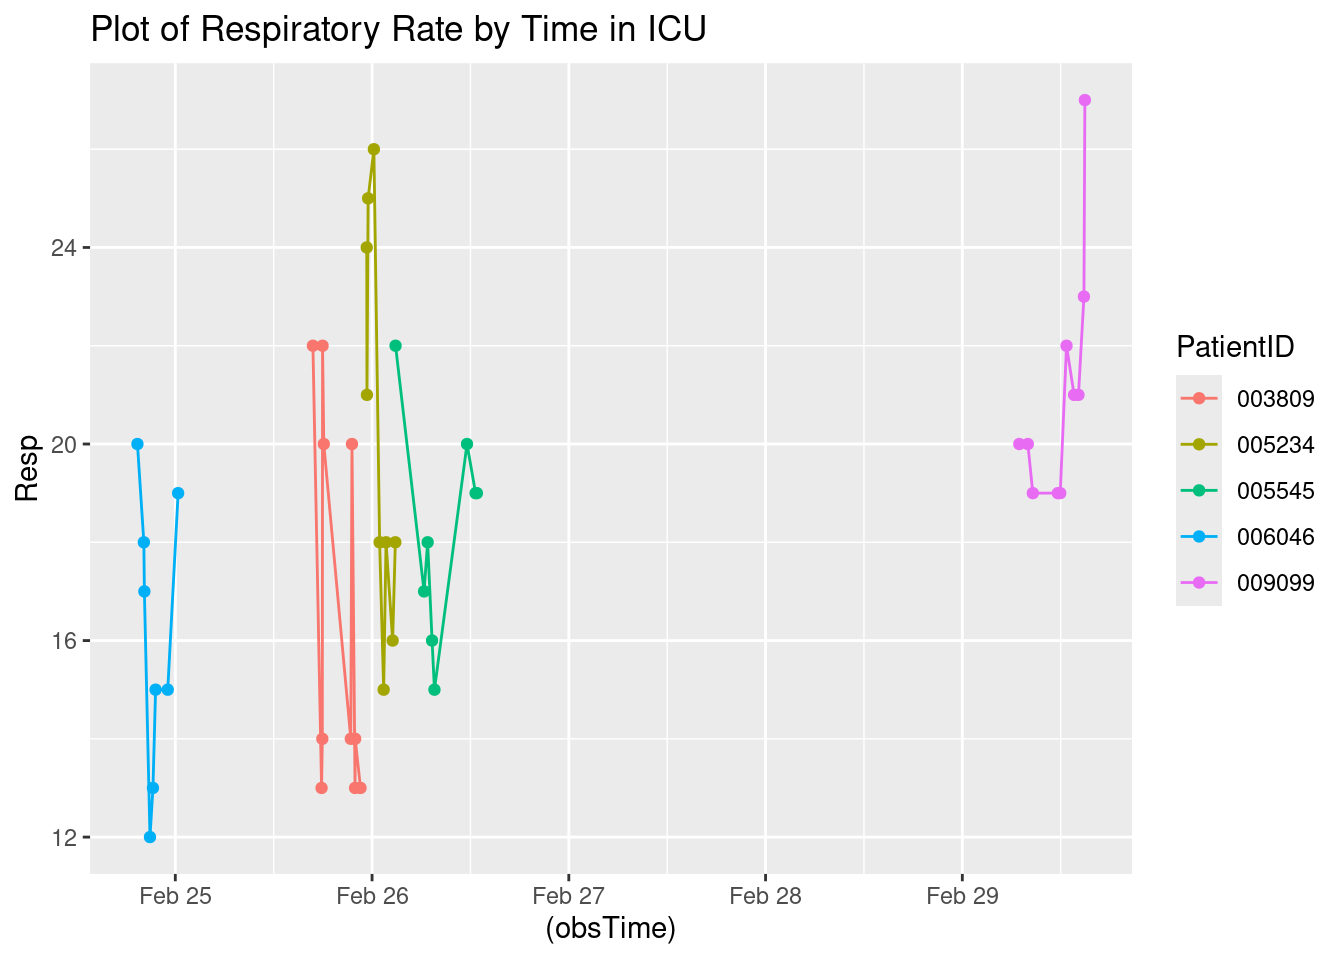 Plot of Respiratory Rate by Time in ICU
Resp
24
20
16
12
Feb 25 Feb 26 Feb 27 Feb 28 Feb 29
(obsTime)
PatientID
003809
005234
005545
006046
009099